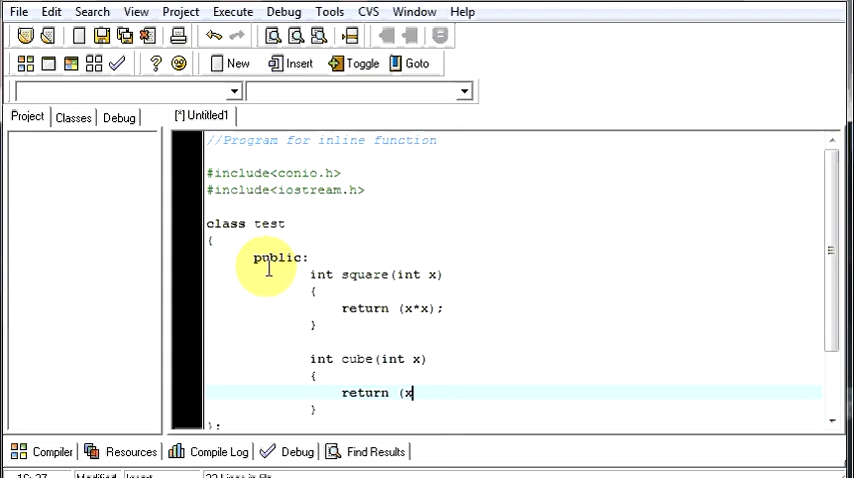 File Edit Search View Project Execute Debug Tools CVS Window Help
New Insert Toggle Goto
Project Classes Debug [*] Untitled1
//Program for inline function
#include<conio.h>
#include<iostream.h>
class test
{
public:
int square(int x)
{
return (x*x);
}
int cube(int x)
{
return (x
}
};
Compiler Resources Compile Log Debug Find Results